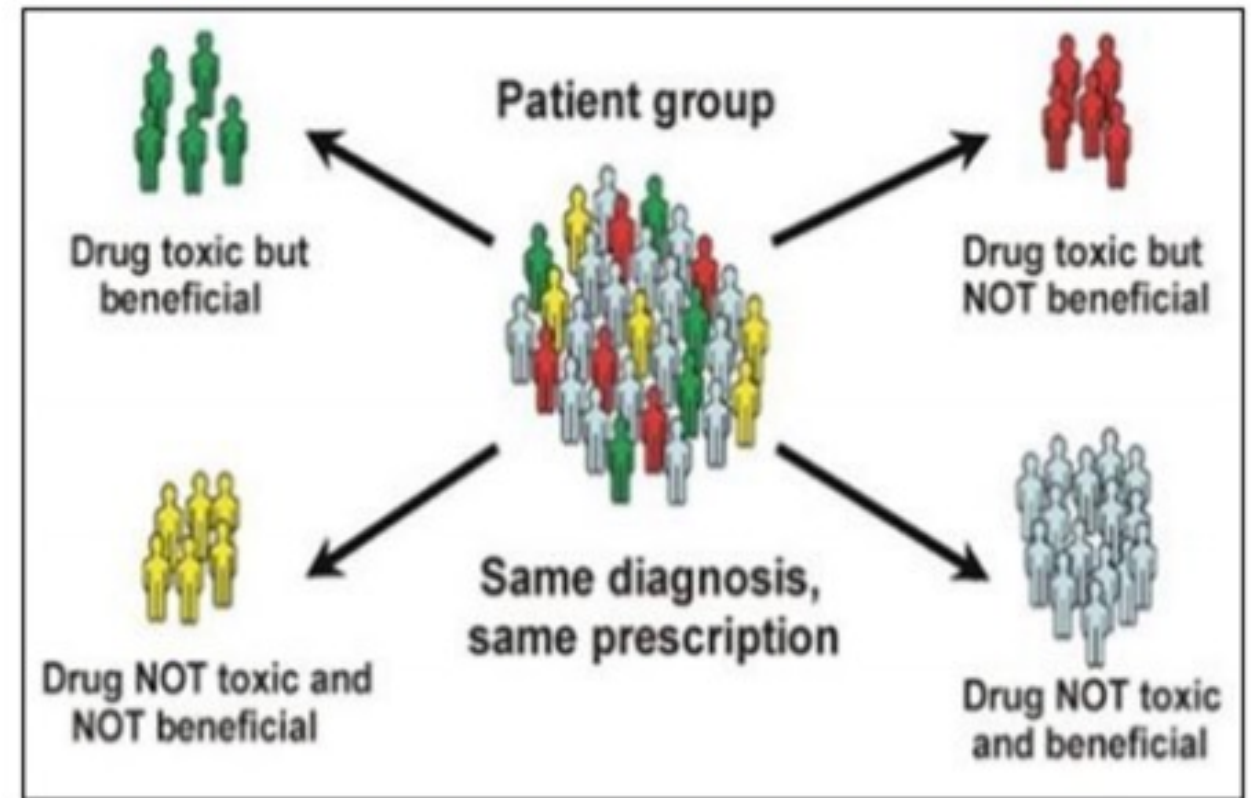 Patient group
Drug toxic but
beneficial
Drug toxic but
NOT beneficial
Same diagnosis,
same prescription
Drug NOT toxic and
NOT beneficial
Drug NOT toxic
and beneficial